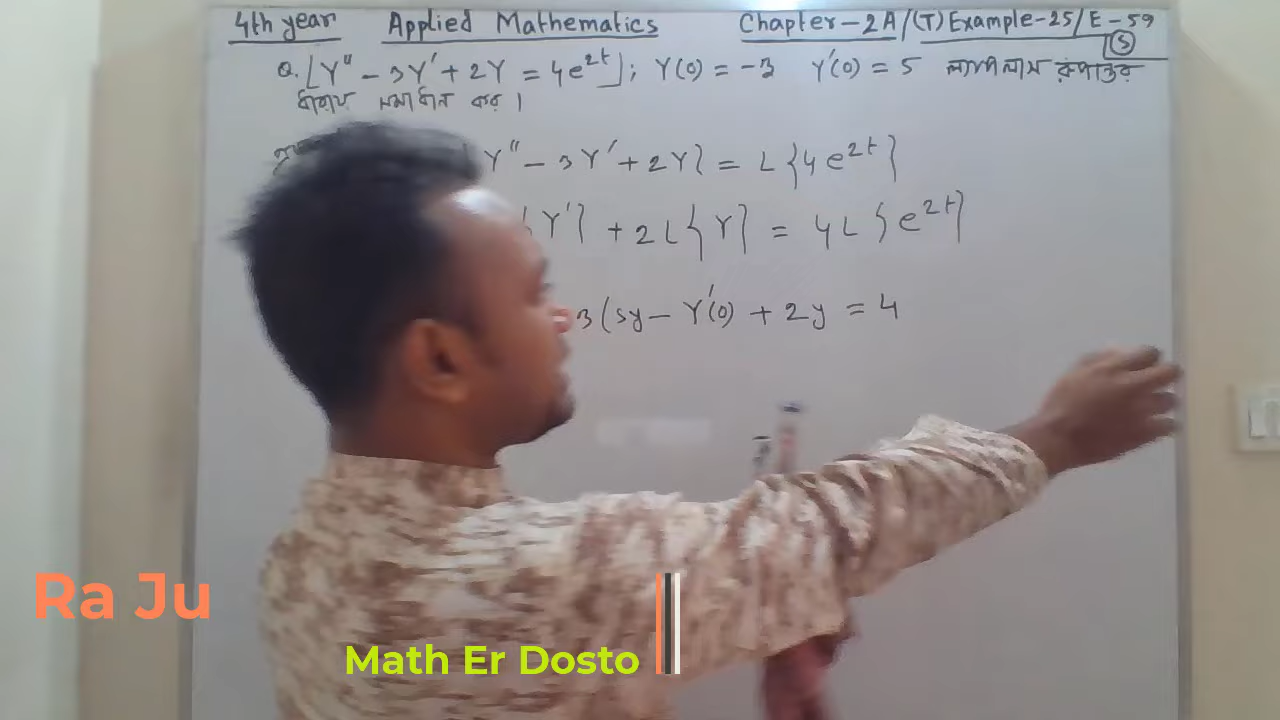 4th year Applied Mathematics Chapter-2A/(T) Example-25/E-59
(S)
Q. [Y'' - 3Y' + 2Y = 4e^{2t}]; Y(0) = -3 Y'(0) = 5 ল্যাপলাস রূপান্তর
দ্বারায় সমাধান কর।
Y'' - 3Y' + 2Y} = L{4e^{2t}}
{Y'} + 2L{Y} = 4L{e^{2t}}
3(sy - Y'(0) + 2y = 4
Ra Ju
Math Er Dosto